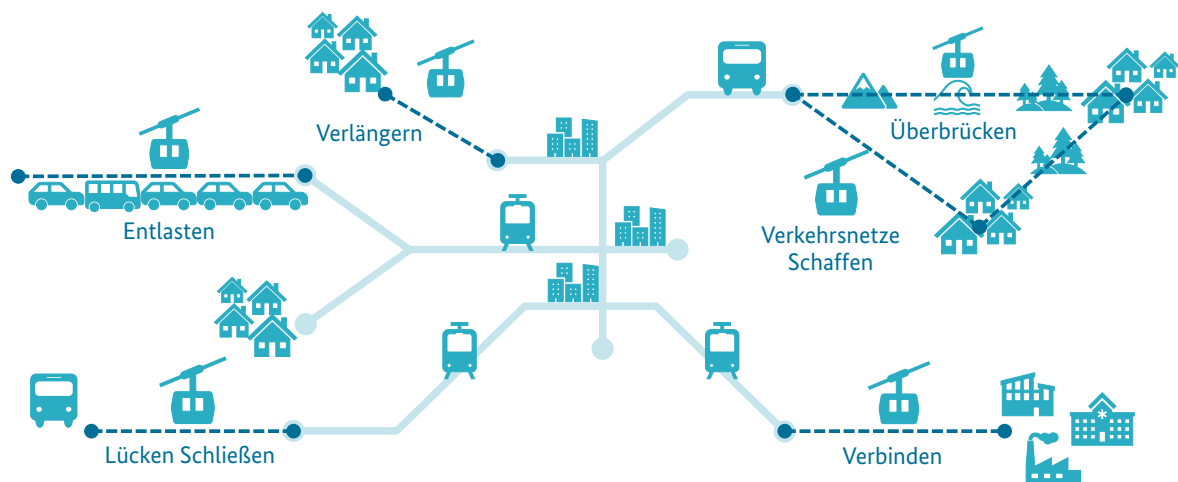 Verlängern
Überbrücken
Entlasten
Verkehrsnetze
Schaffen
Lücken Schließen
Verbinden